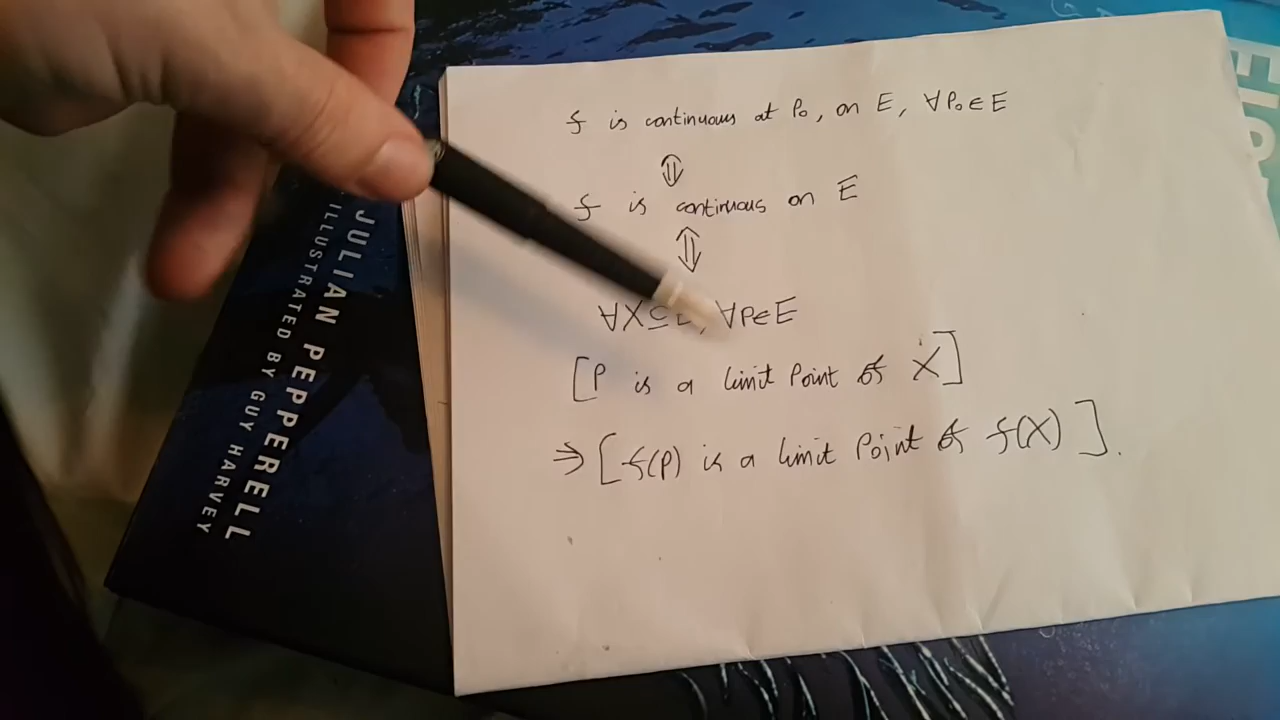 f is continuous at P₀, on E, ∀P₀∈E
⇕
f is continuous on E
⇕
∀X⊆E, ∀P∈E
[P is a limit Point of X]
⇒ [f(P) is a limit Point of f(X)].
JULIAN PEPPERELL
ILLUSTRATED BY GUY HARVEY